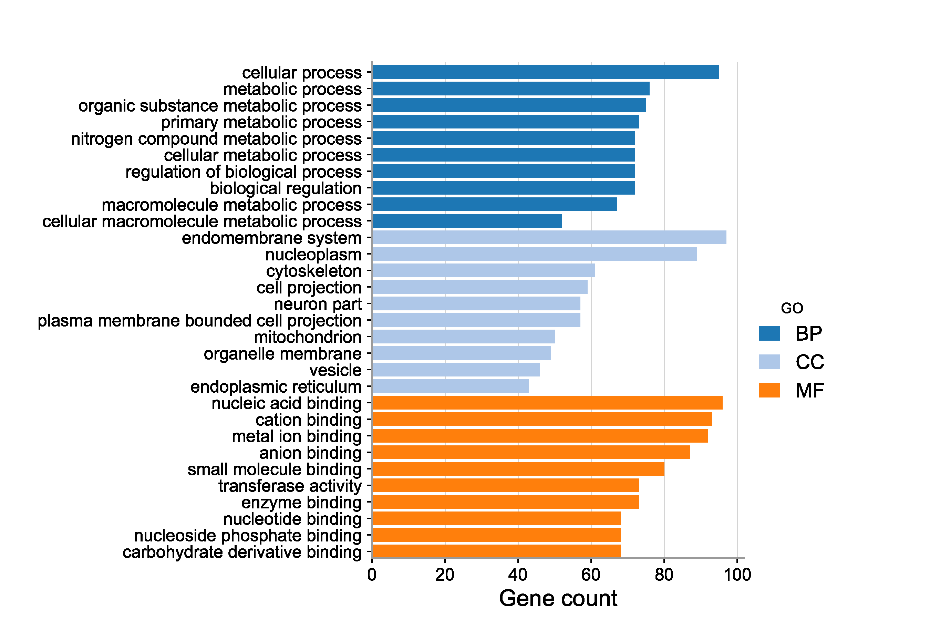 cellular process
metabolic process
organic substance metabolic process
primary metabolic process
nitrogen compound metabolic process
cellular metabolic process
regulation of biological process
biological regulation
macromolecule metabolic process
cellular macromolecule metabolic process
endomembrane system
nucleoplasm
cytoskeleton
cell projection
neuron part
plasma membrane bounded cell projection
mitochondrion
organelle membrane
vesicle
endoplasmic reticulum
nucleic acid binding
cation binding
metal ion binding
anion binding
small molecule binding
transferase activity
enzyme binding
nucleotide binding
nucleoside phosphate binding
carbohydrate derivative binding
0 20 40 60 80 100
Gene count
GO
BP
CC
MF